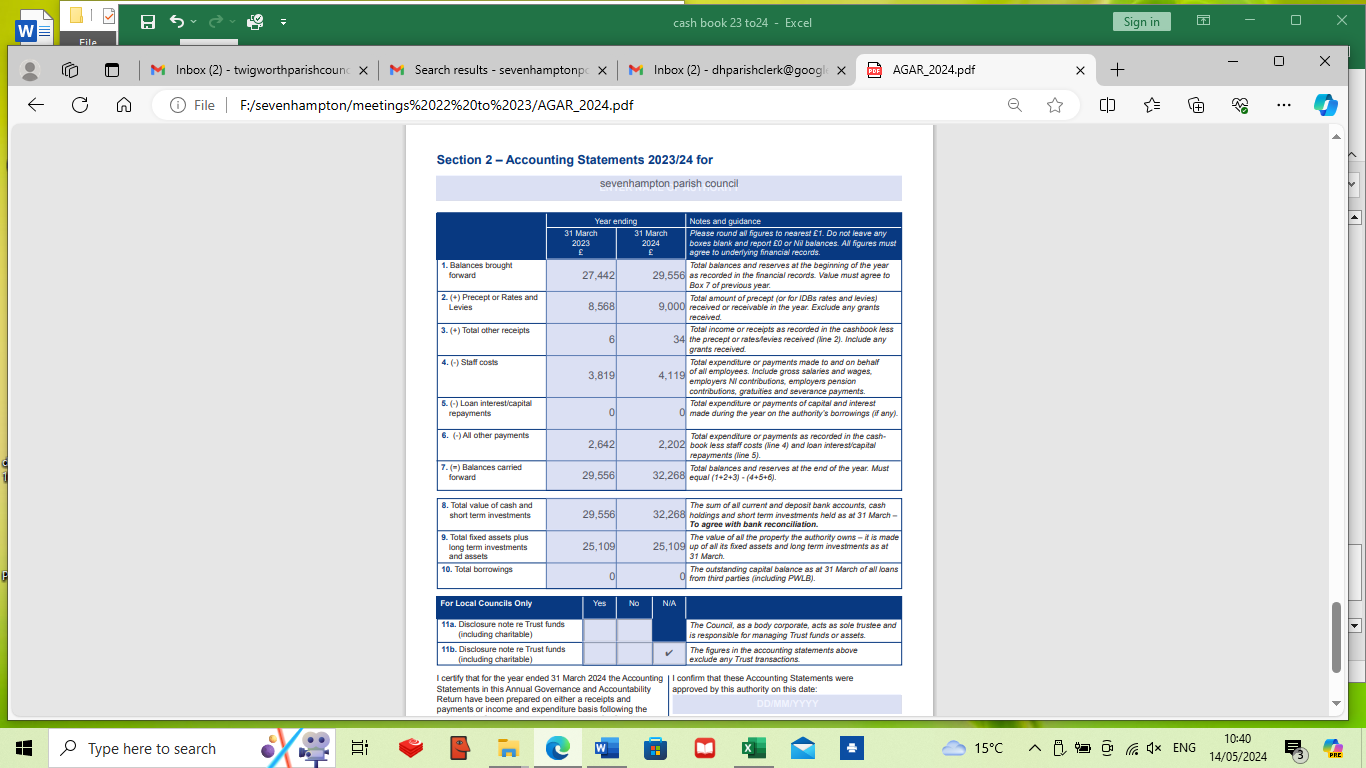 cash book 23 to24 - Excel
Sign in
File
Inbox (2) - twigworthparishcounc
Search results - sevenhamptonpc
Inbox (2) - dhparishclerk@googl
AGAR_2024.pdf
File
F:/sevenhampton/meetings%2022%20to%2023/AGAR_2024.pdf
Section 2 – Accounting Statements 2023/24 for
sevenhampton parish council
Year ending
Notes and guidance
31 March 2023 £
31 March 2024 £
Please round all figures to nearest £1. Do not leave any
boxes blank and report £0 or Nil balances. All figures must
agree to underlying financial records.
1. Balances brought
forward
27,442
29,556
Total balances and reserves at the beginning of the year
as recorded in the financial records. Value must agree to
Box 7 of previous year.
2. (+) Precept or Rates and
Levies
8,568
9,000
Total amount of precept (or for IDBs rates and levies)
received or receivable in the year. Exclude any grants
received.
3. (+) Total other receipts
6
34
Total income or receipts as recorded in the cashbook less
the precept or rates/levies received (line 2). Include any
grants received.
4. (-) Staff costs
3,819
4,119
Total expenditure or payments made to and on behalf
of all employees. Include gross salaries and wages,
employers NI contributions, employers pension
contributions, gratuities and severance payments.
5. (-) Loan interest/capital
repayments
0
0
Total expenditure or payments of capital and interest
made during the year on the authority's borrowings (if any).
6. (-) All other payments
2,642
2,202
Total expenditure or payments as recorded in the cash-
book less staff costs (line 4) and loan interest/capital
repayments (line 5).
7. (=) Balances carried
forward
29,556
32,268
Total balances and reserves at the end of the year. Must
equal (1+2+3) - (4+5+6).
8. Total value of cash and
short term investments
29,556
32,268
The sum of all current and deposit bank accounts, cash
holdings and short term investments held as at 31 March –
To agree with bank reconciliation.
9. Total fixed assets plus
long term investments
and assets
25,109
25,109
The value of all the property the authority owns – it is made
up of all its fixed assets and long term investments as at
31 March.
10. Total borrowings
0
0
The outstanding capital balance as at 31 March of all loans
from third parties (including PWLB).
For Local Councils Only
Yes
No
N/A
11a. Disclosure note re Trust funds
(including charitable)
The Council, as a body corporate, acts as sole trustee and
is responsible for managing Trust funds or assets.
11b. Disclosure note re Trust funds
(including charitable)
✔
The figures in the accounting statements above
exclude any Trust transactions.
I certify that for the year ended 31 March 2024 the Accounting
Statements in this Annual Governance and Accountability
Return have been prepared on either a receipts and
payments or income and expenditure basis following the
I confirm that these Accounting Statements were
approved by this authority on this date:
DD/MM/YYYY
Type here to search
15°C
ENG
10:40
14/05/2024
3